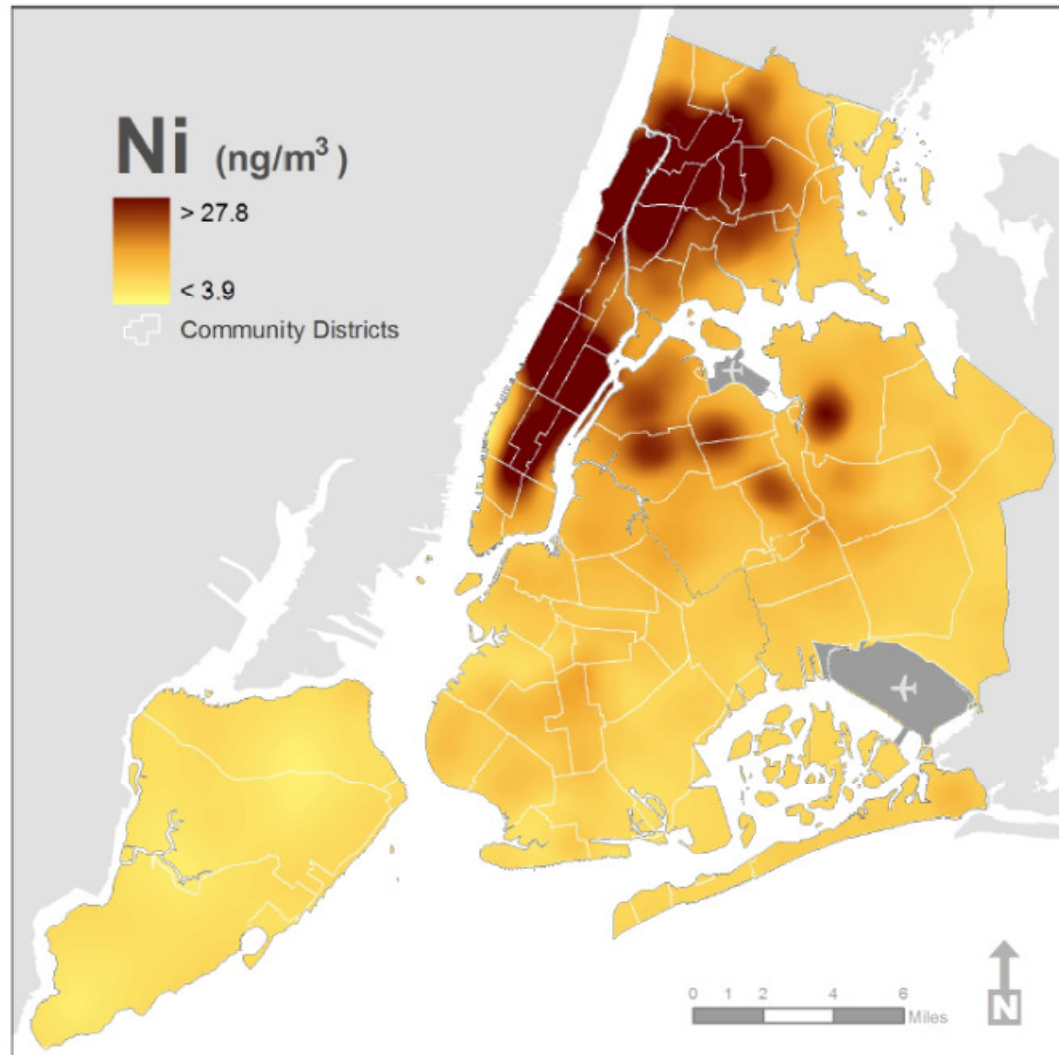 Ni (ng/m³)
> 27.8
< 3.9
Community Districts
0 1 2 4 6
Miles
N